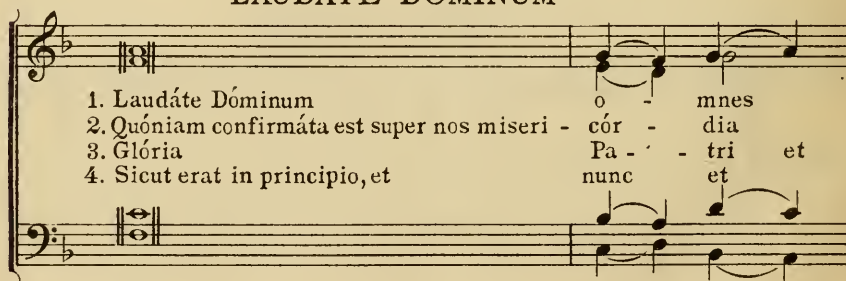 LAUDATE DOMINUM
1. Laudáte Dóminum o - mnes
2. Quóniam confirmáta est super nos miseri - cór - dia
3. Glória Pa - - tri et
4. Sicut erat in principio, et nunc et